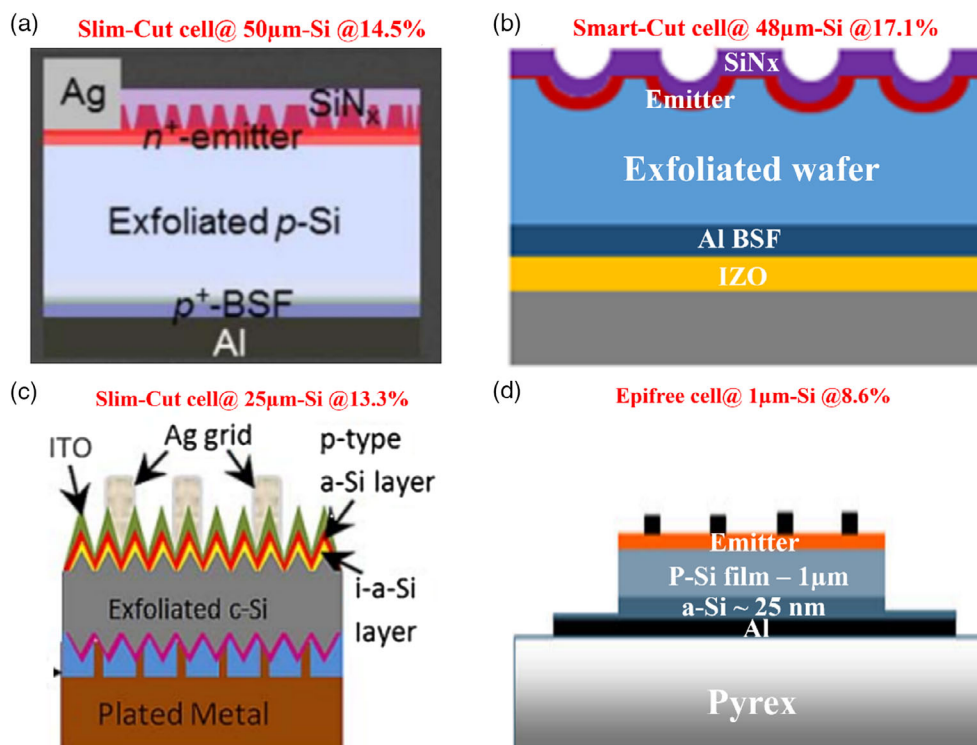 (a)
Slim-Cut cell@ 50μm-Si @14.5%
Ag
SiNx
n+-emitter
Exfoliated p-Si
p+-BSF
Al
(b)
Smart-Cut cell@ 48μm-Si @17.1%
SiNx
Emitter
Exfoliated wafer
Al BSF
IZO
(c)
Slim-Cut cell@ 25μm-Si @13.3%
ITO
Ag grid
p-type
a-Si layer
i-a-Si
layer
Exfoliated c-Si
Plated Metal
(d)
Epifree cell@ 1μm-Si @8.6%
Emitter
P-Si film – 1μm
a-Si ~ 25 nm
Al
Pyrex